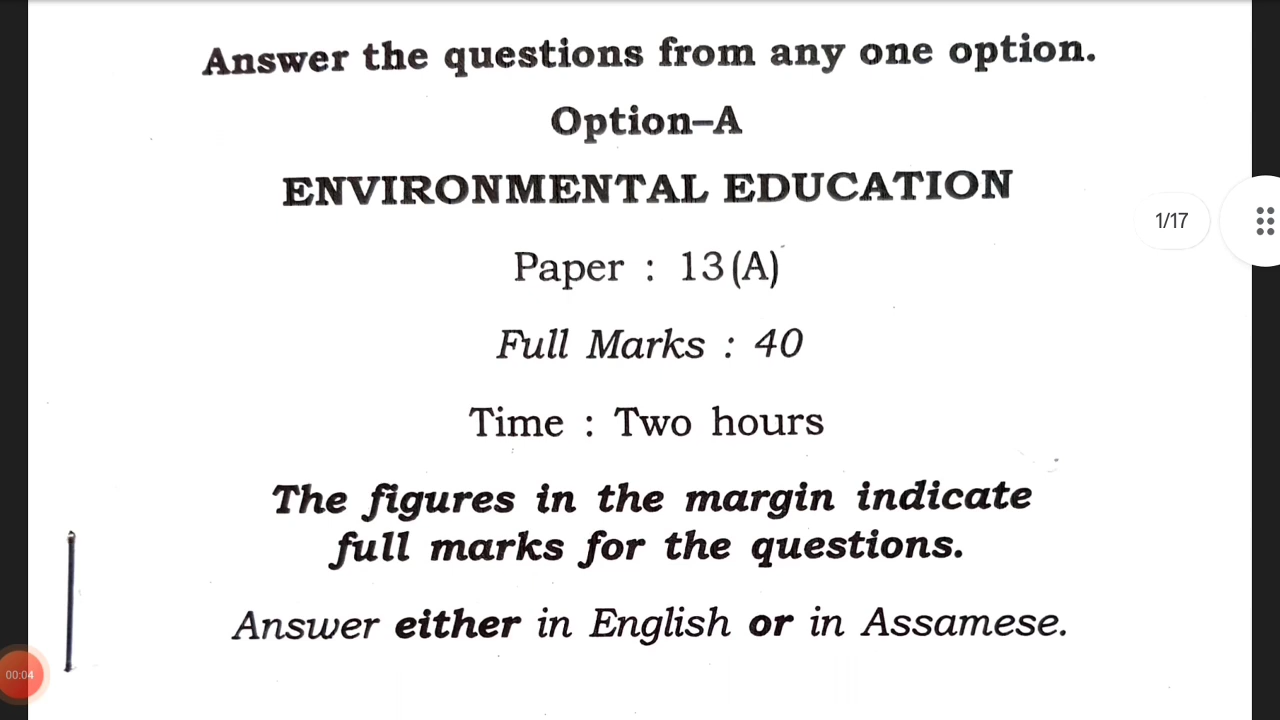 Answer the questions from any one option.
Option–A
ENVIRONMENTAL EDUCATION
Paper : 13(A)
1/17
Full Marks : 40
Time : Two hours
The figures in the margin indicate
full marks for the questions.
Answer either in English or in Assamese.
00:04